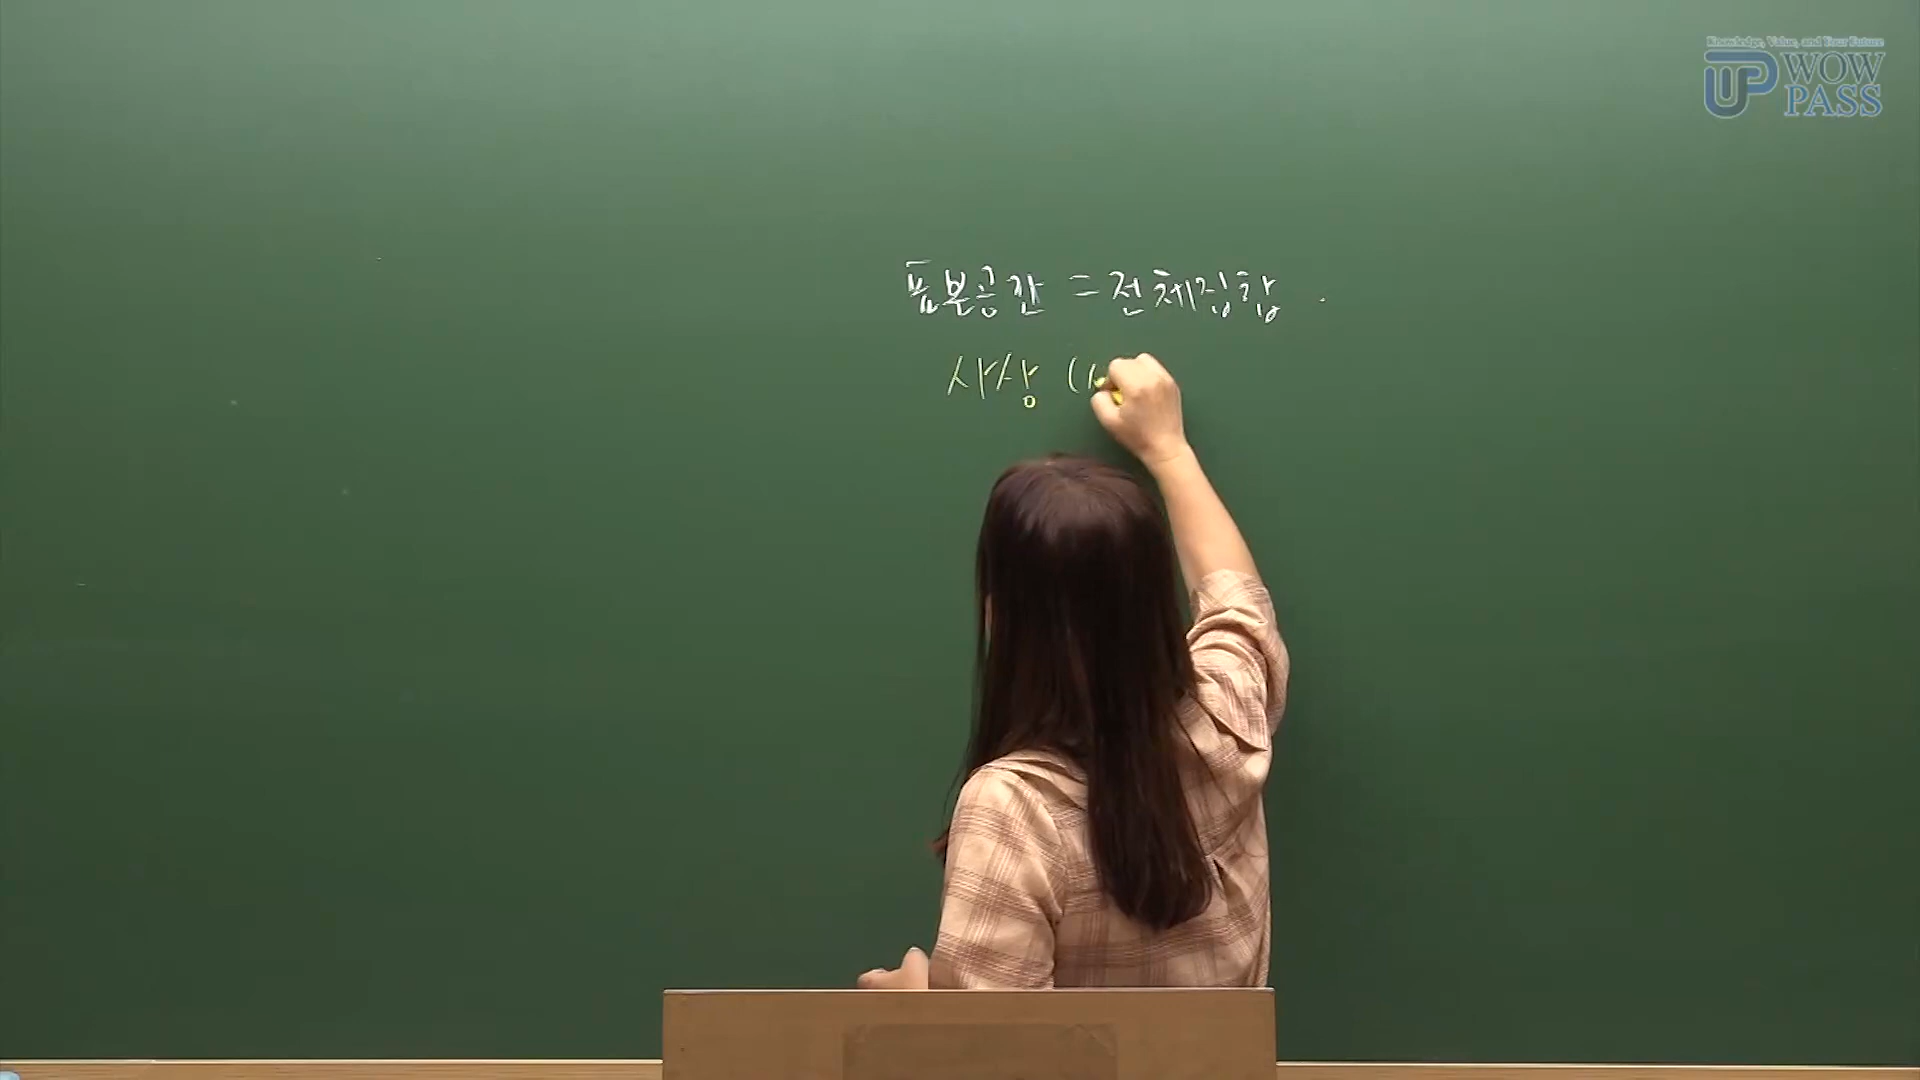 Knowledge, Value, and Your Future
UP WOW
PASS
표본공간 = 전체집합
사상 (